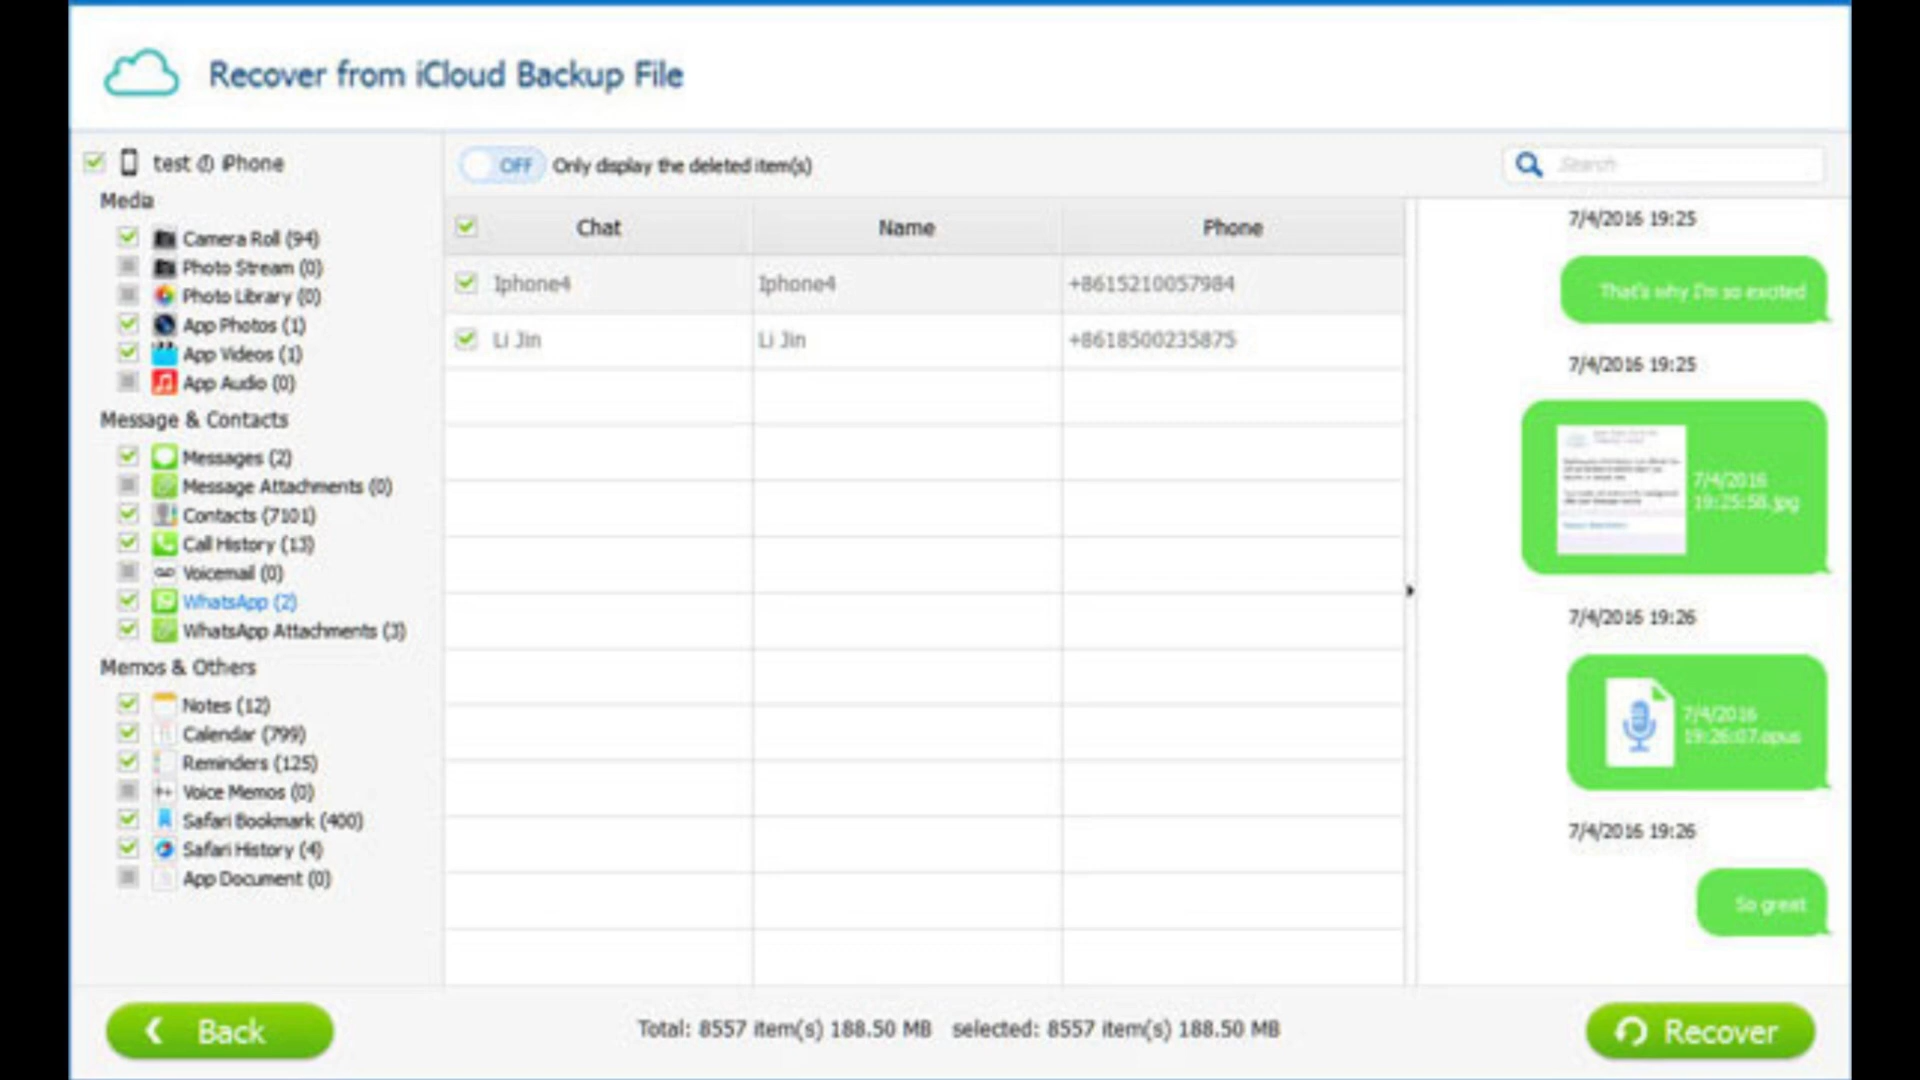 Recover from iCloud Backup File
test の iPhone
Media
Camera Roll (94)
Photo Stream (0)
Photo Library (0)
App Photos (1)
App Videos (1)
App Audio (0)
Message & Contacts
Messages (2)
Message Attachments (0)
Contacts (7101)
Call History (13)
Voicemail (0)
WhatsApp (2)
WhatsApp Attachments (3)
Memos & Others
Notes (12)
Calendar (799)
Reminders (125)
Voice Memos (0)
Safari Bookmark (400)
Safari History (4)
App Document (0)
OFF Only display the deleted item(s)
Search
Chat Name Phone
Iphone4 Iphone4 +8615210057984
Li Jin Li Jin +8618500235875
7/4/2016 19:25
That's why I'm so excited
7/4/2016 19:25
7/4/2016
19:25:58.jpg
7/4/2016 19:26
7/4/2016
19:26:07.opus
7/4/2016 19:26
So great
Back
Total: 8557 item(s) 188.50 MB selected: 8557 item(s) 188.50 MB
Recover